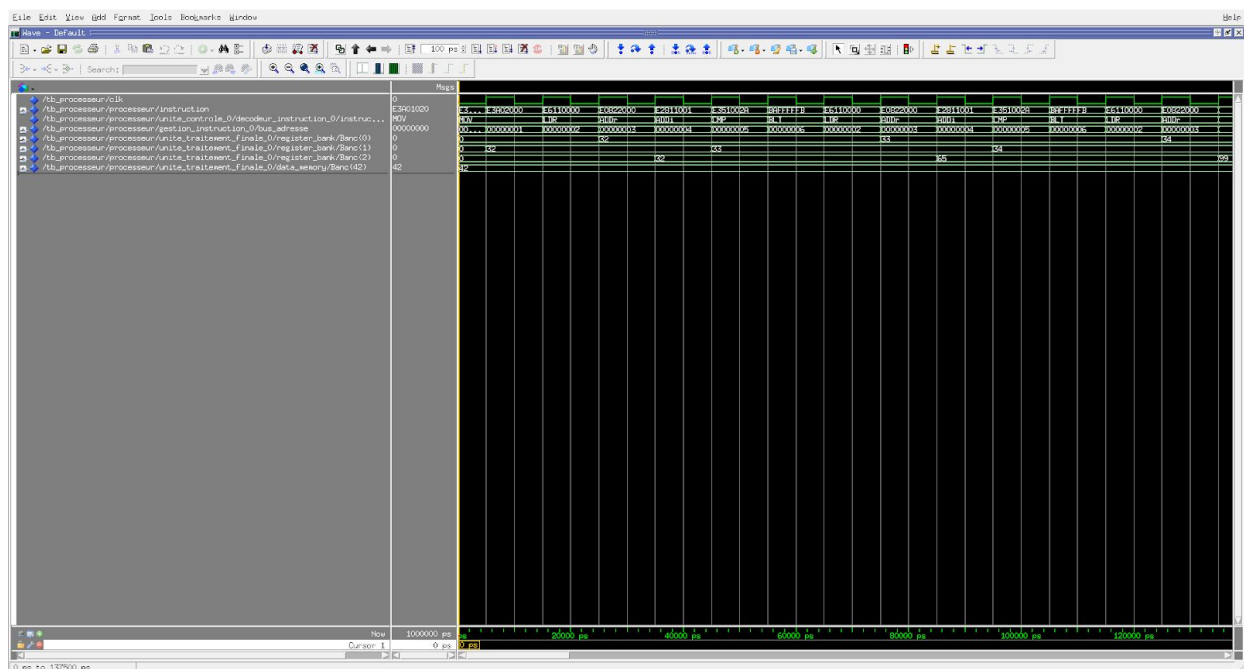 File Edit View Add Format Tools Bookmarks Window Help
Wave - Default
100 ps
Search:
Msgs
/tb_processeur/clk 0
/tb_processeur/processeur/instruction E3A01020 E3... E3A02000 E6110000 E0822000 E2811001 E351002A BAFFFFFB E6110000 E0822000 E2811001 E351002A BAFFFFFB E6110000 E0822000
/tb_processeur/processeur/unite_controle_0/decodeur_instruction_0/instruc... MOV MOV LDR ADDr ADDi CMP BLT LDR ADDr ADDi CMP BLT LDR ADDr
/tb_processeur/processeur/gestion_instruction_0/bus_adresse 00000000 00... 00000001 00000002 00000003 00000004 00000005 00000006 00000002 00000003 00000004 00000005 00000006 00000002 00000003
/tb_processeur/processeur/unite_traitement_finale_0/register_bank/Banc(0) 0 0 32 33 34
/tb_processeur/processeur/unite_traitement_finale_0/register_bank/Banc(1) 0 0 32 33 34
/tb_processeur/processeur/unite_traitement_finale_0/register_bank/Banc(2) 0 0 32 65 99
/tb_processeur/processeur/unite_traitement_finale_0/data_memory/Banc(42) 42 42
Now 1000000 ps ps 20000 ps 40000 ps 60000 ps 80000 ps 100000 ps 120000 ps
Cursor 1 0 ps 0 ps
0 ps to 137500 ps